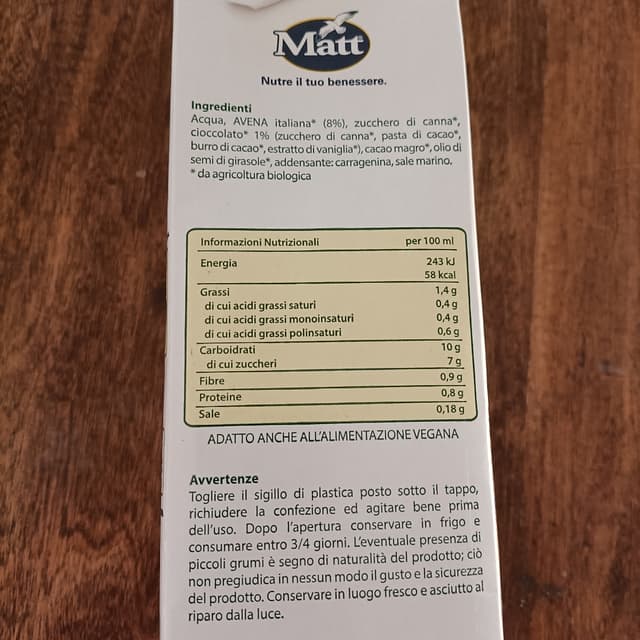 Matt
Nutre il tuo benessere.
Ingredienti
Acqua, AVENA italiana* (8%), zucchero di canna*,
cioccolato* 1% (zucchero di canna*, pasta di cacao*,
burro di cacao*, estratto di vaniglia*), cacao magro*, olio di
semi di girasole*, addensante: carragenina, sale marino.
* da agricoltura biologica
Informazioni Nutrizionali per 100 ml
Energia 243 kJ
58 kcal
Grassi 1,4 g
di cui acidi grassi saturi 0,4 g
di cui acidi grassi monoinsaturi 0,4 g
di cui acidi grassi polinsaturi 0,6 g
Carboidrati 10 g
di cui zuccheri 7 g
Fibre 0,9 g
Proteine 0,8 g
Sale 0,18 g
ADATTO ANCHE ALL'ALIMENTAZIONE VEGANA
Avvertenze
Togliere il sigillo di plastica posto sotto il tappo,
richiudere la confezione ed agitare bene prima
dell'uso. Dopo l'apertura conservare in frigo e
consumare entro 3/4 giorni. L'eventuale presenza di
piccoli grumi è segno di naturalità del prodotto; ciò
non pregiudica in nessun modo il gusto e la sicurezza
del prodotto. Conservare in luogo fresco e asciutto al
riparo dalla luce.